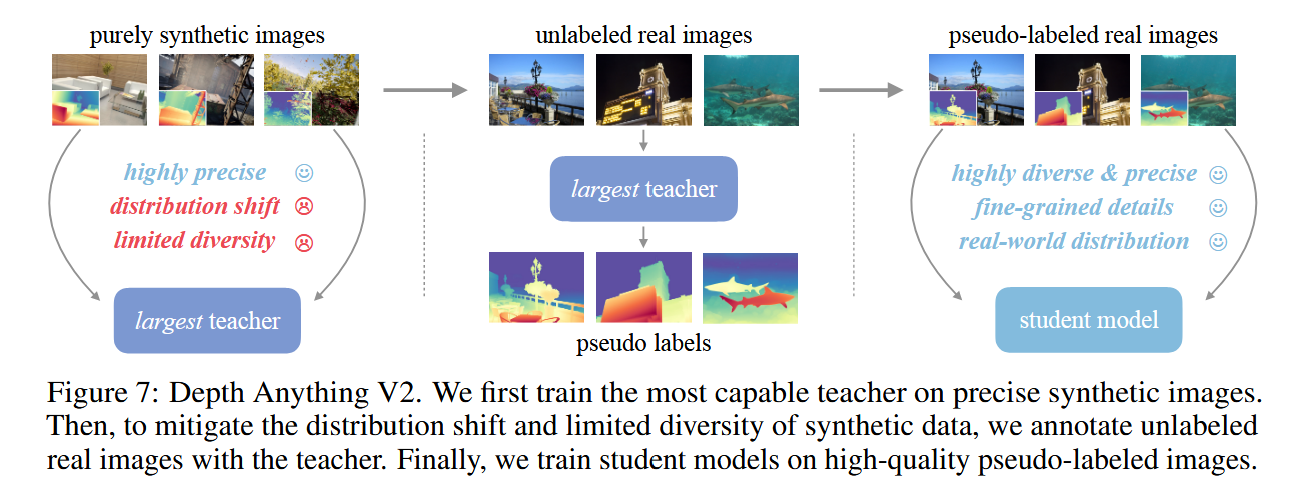 purely synthetic images
unlabeled real images
pseudo-labeled real images
highly precise
distribution shift
limited diversity
largest teacher
largest teacher
pseudo labels
highly diverse & precise
fine-grained details
real-world distribution
student model
Figure 7: Depth Anything V2. We first train the most capable teacher on precise synthetic images.
Then, to mitigate the distribution shift and limited diversity of synthetic data, we annotate unlabeled
real images with the teacher. Finally, we train student models on high-quality pseudo-labeled images.